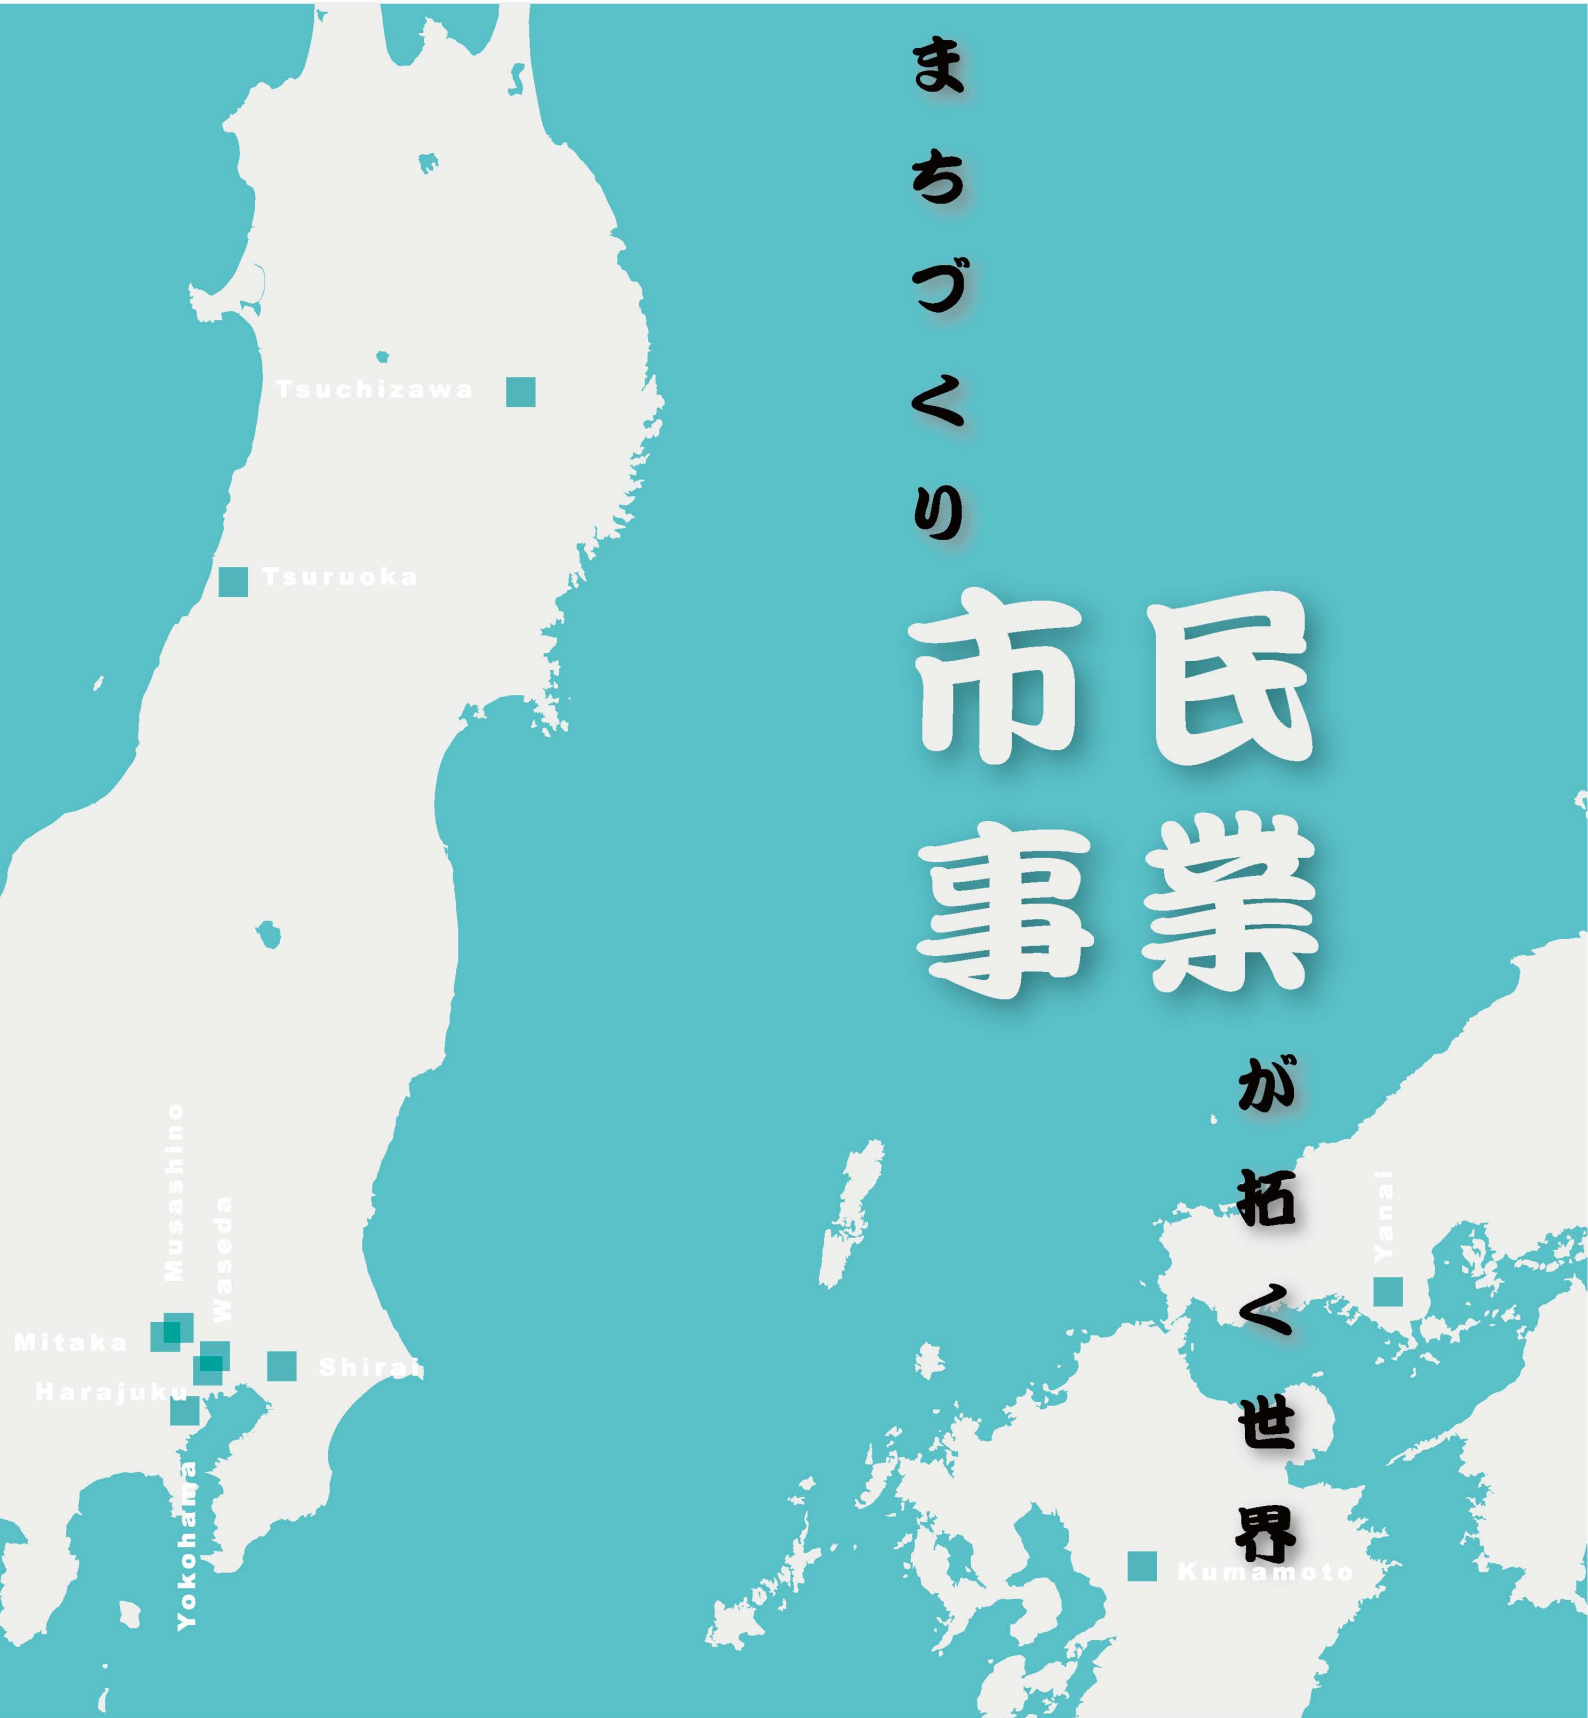 まちづくり
市民
事業
が拓く世界
Tsuchizawa
Tsuruoka
Musashino
Waseda
Mitaka
Shirai
Harajuku
Yokohama
Yanai
Kumamoto